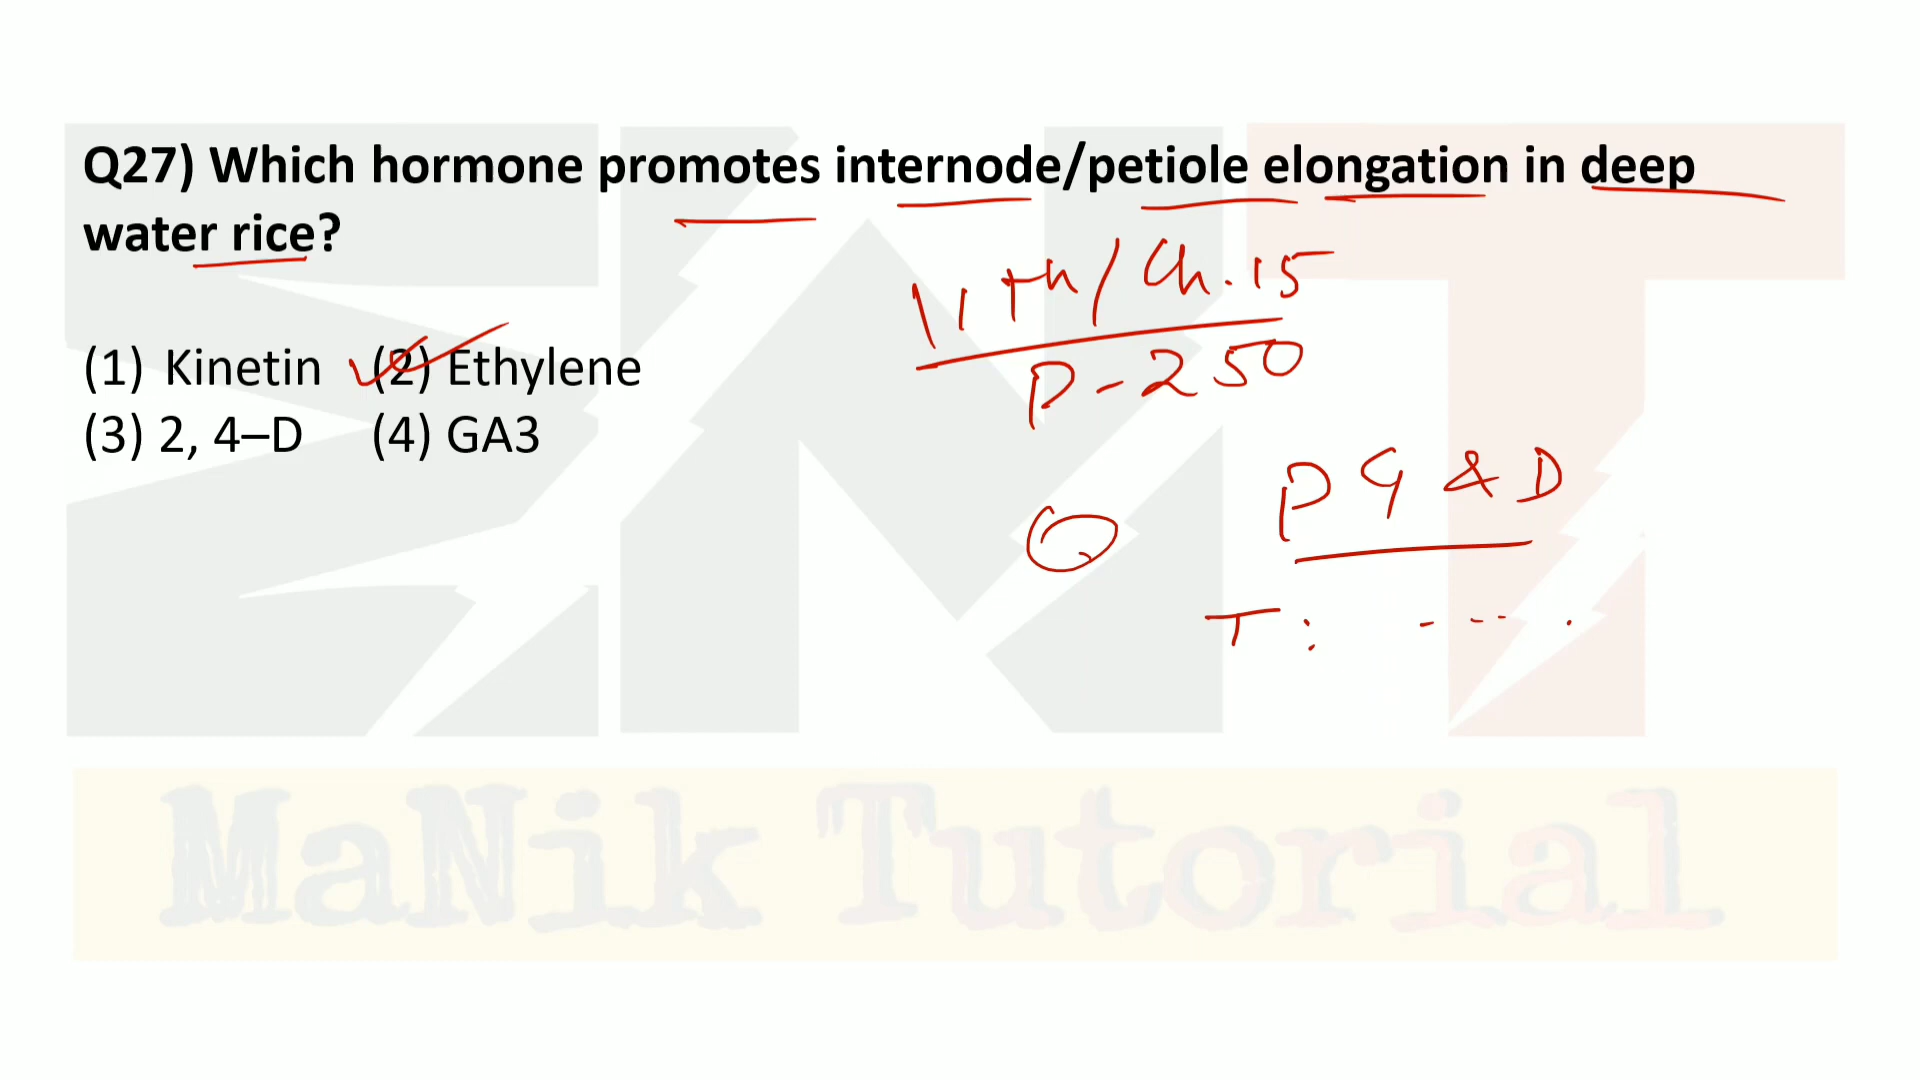 Q27) Which hormone promotes internode/petiole elongation in deep
water rice?
11th/Ch.15
P-250
(1) Kinetin (2) Ethylene
(3) 2, 4–D (4) GA3
P G & D
T: - --- .
MaNik Tutorial